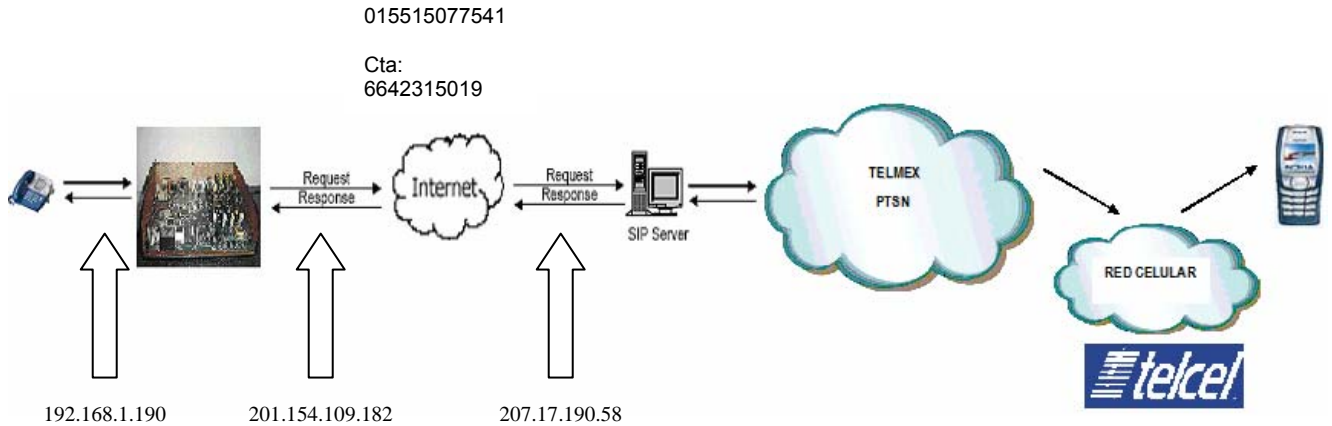 015515077541
Cta:
6642315019
Request
Response
Internet
Request
Response
SIP Server
TELMEX
PTSN
RED CELULAR
NOKIA
telcel
192.168.1.190
201.154.109.182
207.17.190.58